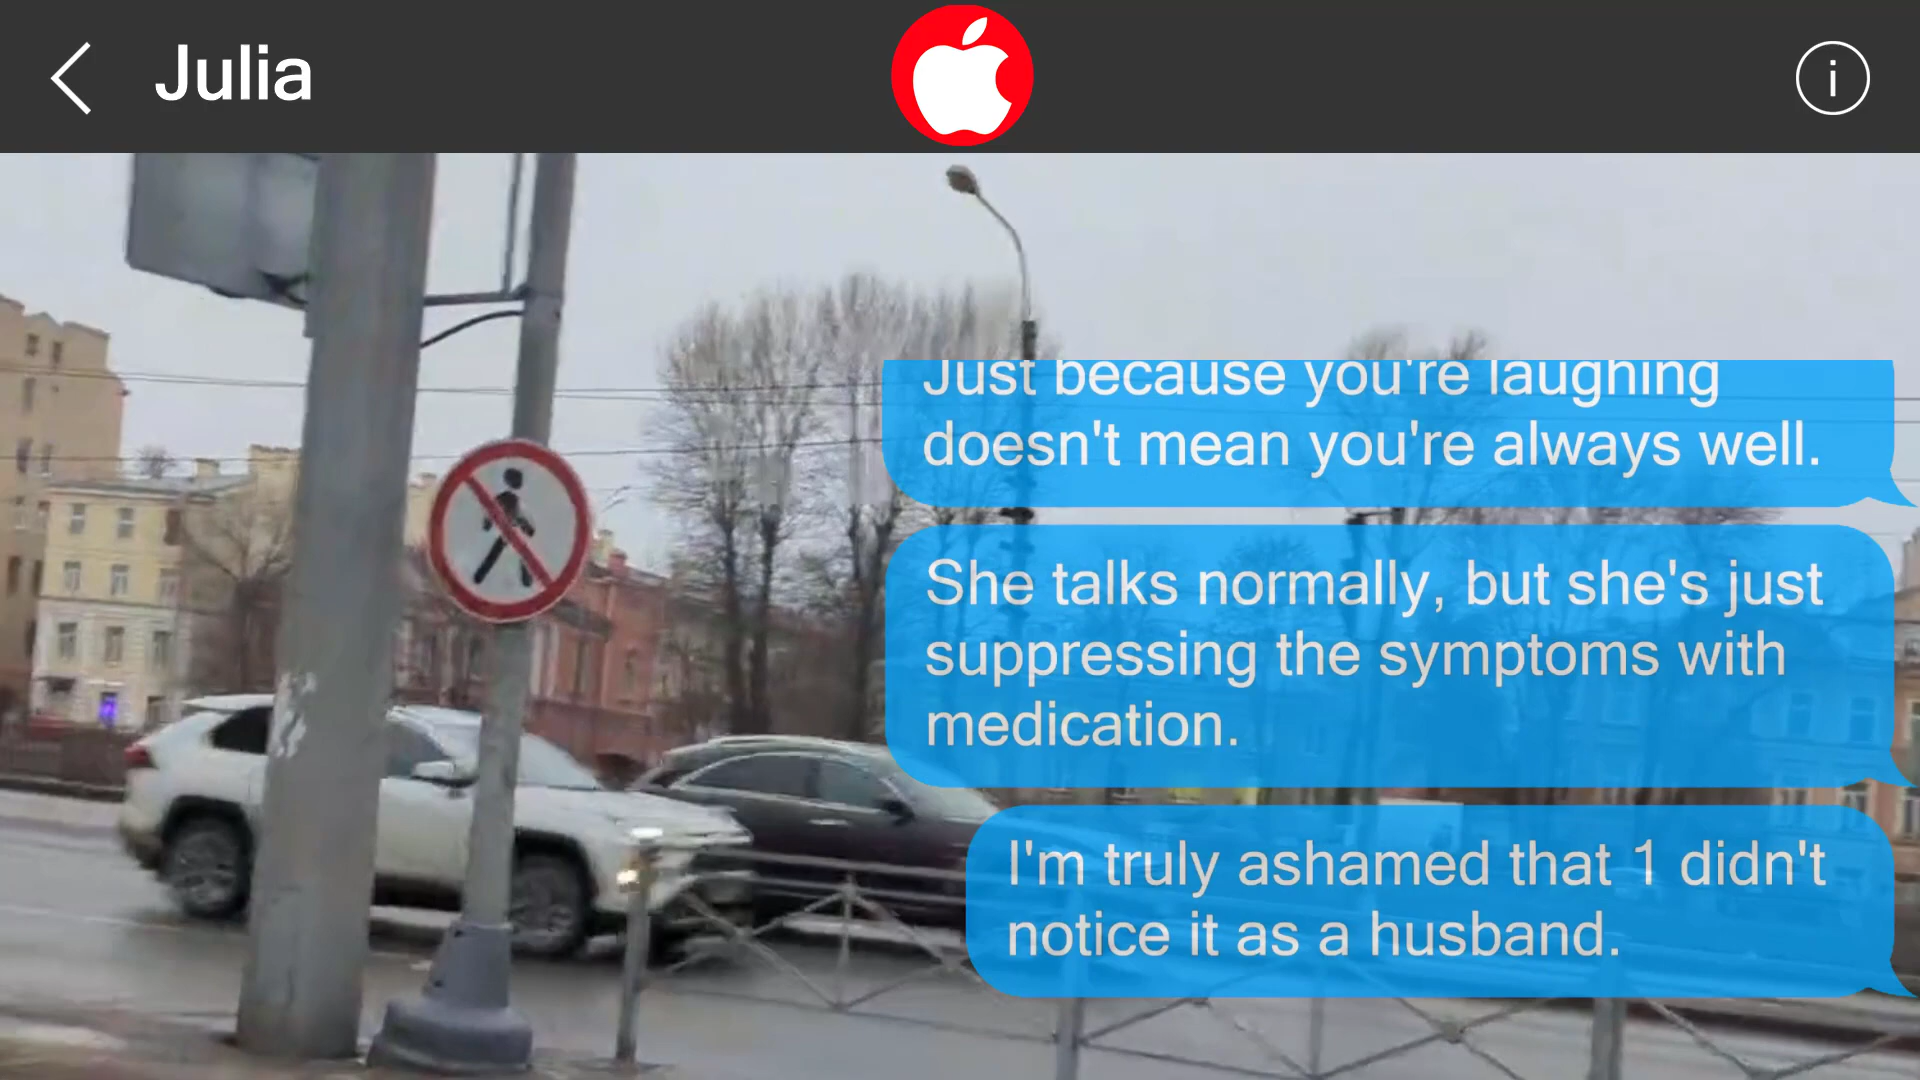 Julia
i
Just because you're laughing
doesn't mean you're always well.
She talks normally, but she's just
suppressing the symptoms with
medication.
I'm truly ashamed that 1 didn't
notice it as a husband.